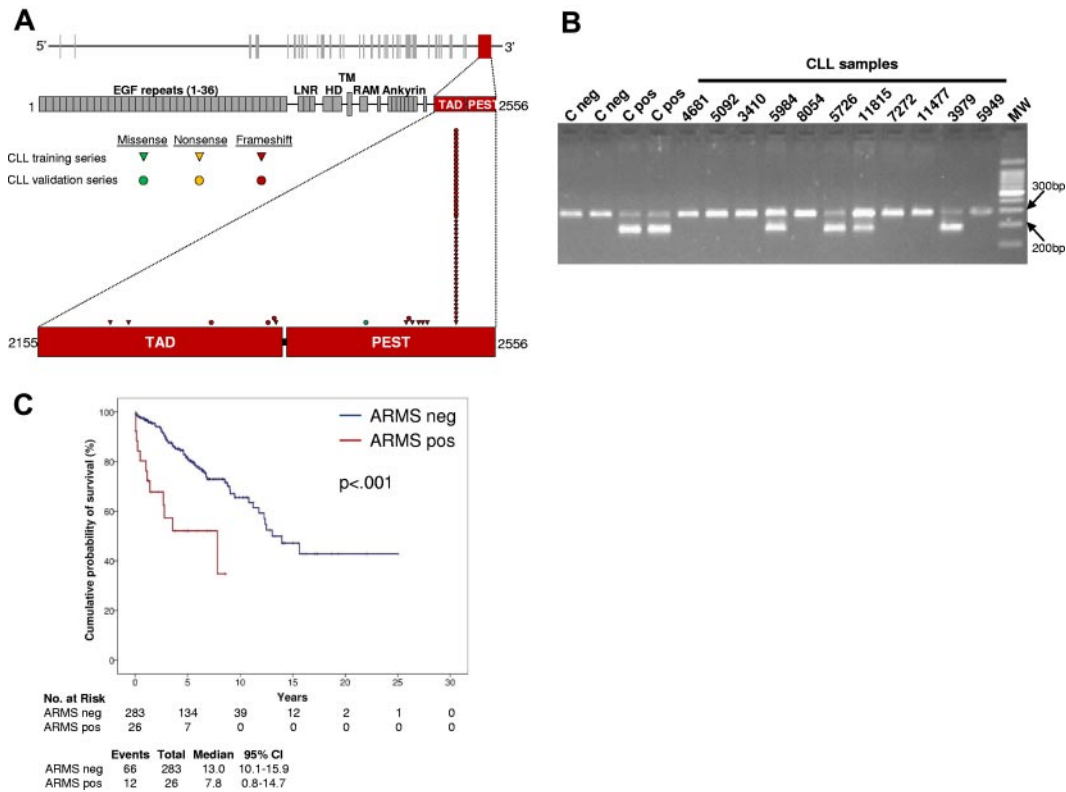 A
5' 3'
TM
EGF repeats (1-36) LNR HD RAM Ankyrin
1 TAD PEST 2556
Missense Nonsense Frameshift
CLL training series
CLL validation series
2155 TAD PEST 2556
B
CLL samples
C neg C neg C pos C pos 4681 5092 3410 5984 8054 5726 11815 7272 11477 3979 5949 MW
300bp
200bp
C
ARMS neg
ARMS pos
p<.001
Cumulative probability of survival (%)
100
80
60
40
20
0
0 5 10 15 20 25 30
Years
No. at Risk
ARMS neg 283 134 39 12 2 1 0
ARMS pos 26 7 0 0 0 0 0
Events Total Median 95% CI
ARMS neg 66 283 13.0 10.1-15.9
ARMS pos 12 26 7.8 0.8-14.7